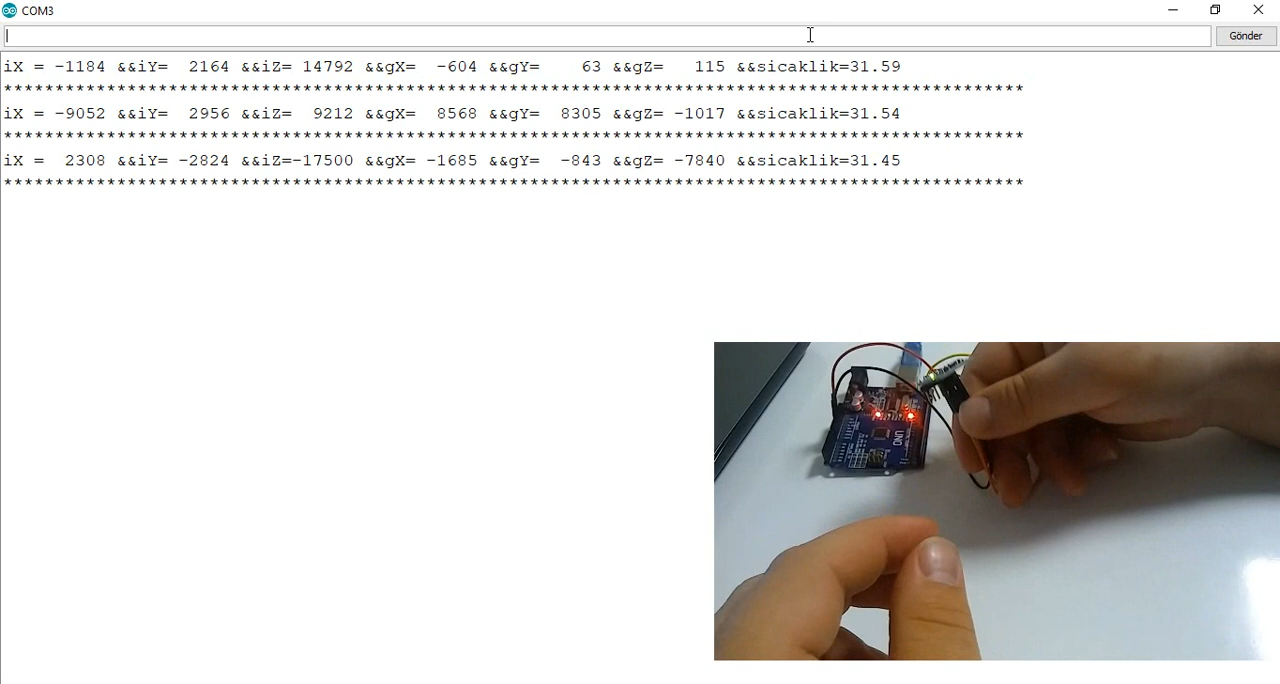 COM3
Gönder
iX = -1184 &&iY=  2164 &&iZ= 14792 &&gX=  -604 &&gY=    63 &&gZ=   115 &&sicaklik=31.59
***************************************************************************************************
iX = -9052 &&iY=  2956 &&iZ=  9212 &&gX=  8568 &&gY=  8305 &&gZ= -1017 &&sicaklik=31.54
***************************************************************************************************
iX =  2308 &&iY= -2824 &&iZ=-17500 &&gX= -1685 &&gY=  -843 &&gZ= -7840 &&sicaklik=31.45
***************************************************************************************************
UNO